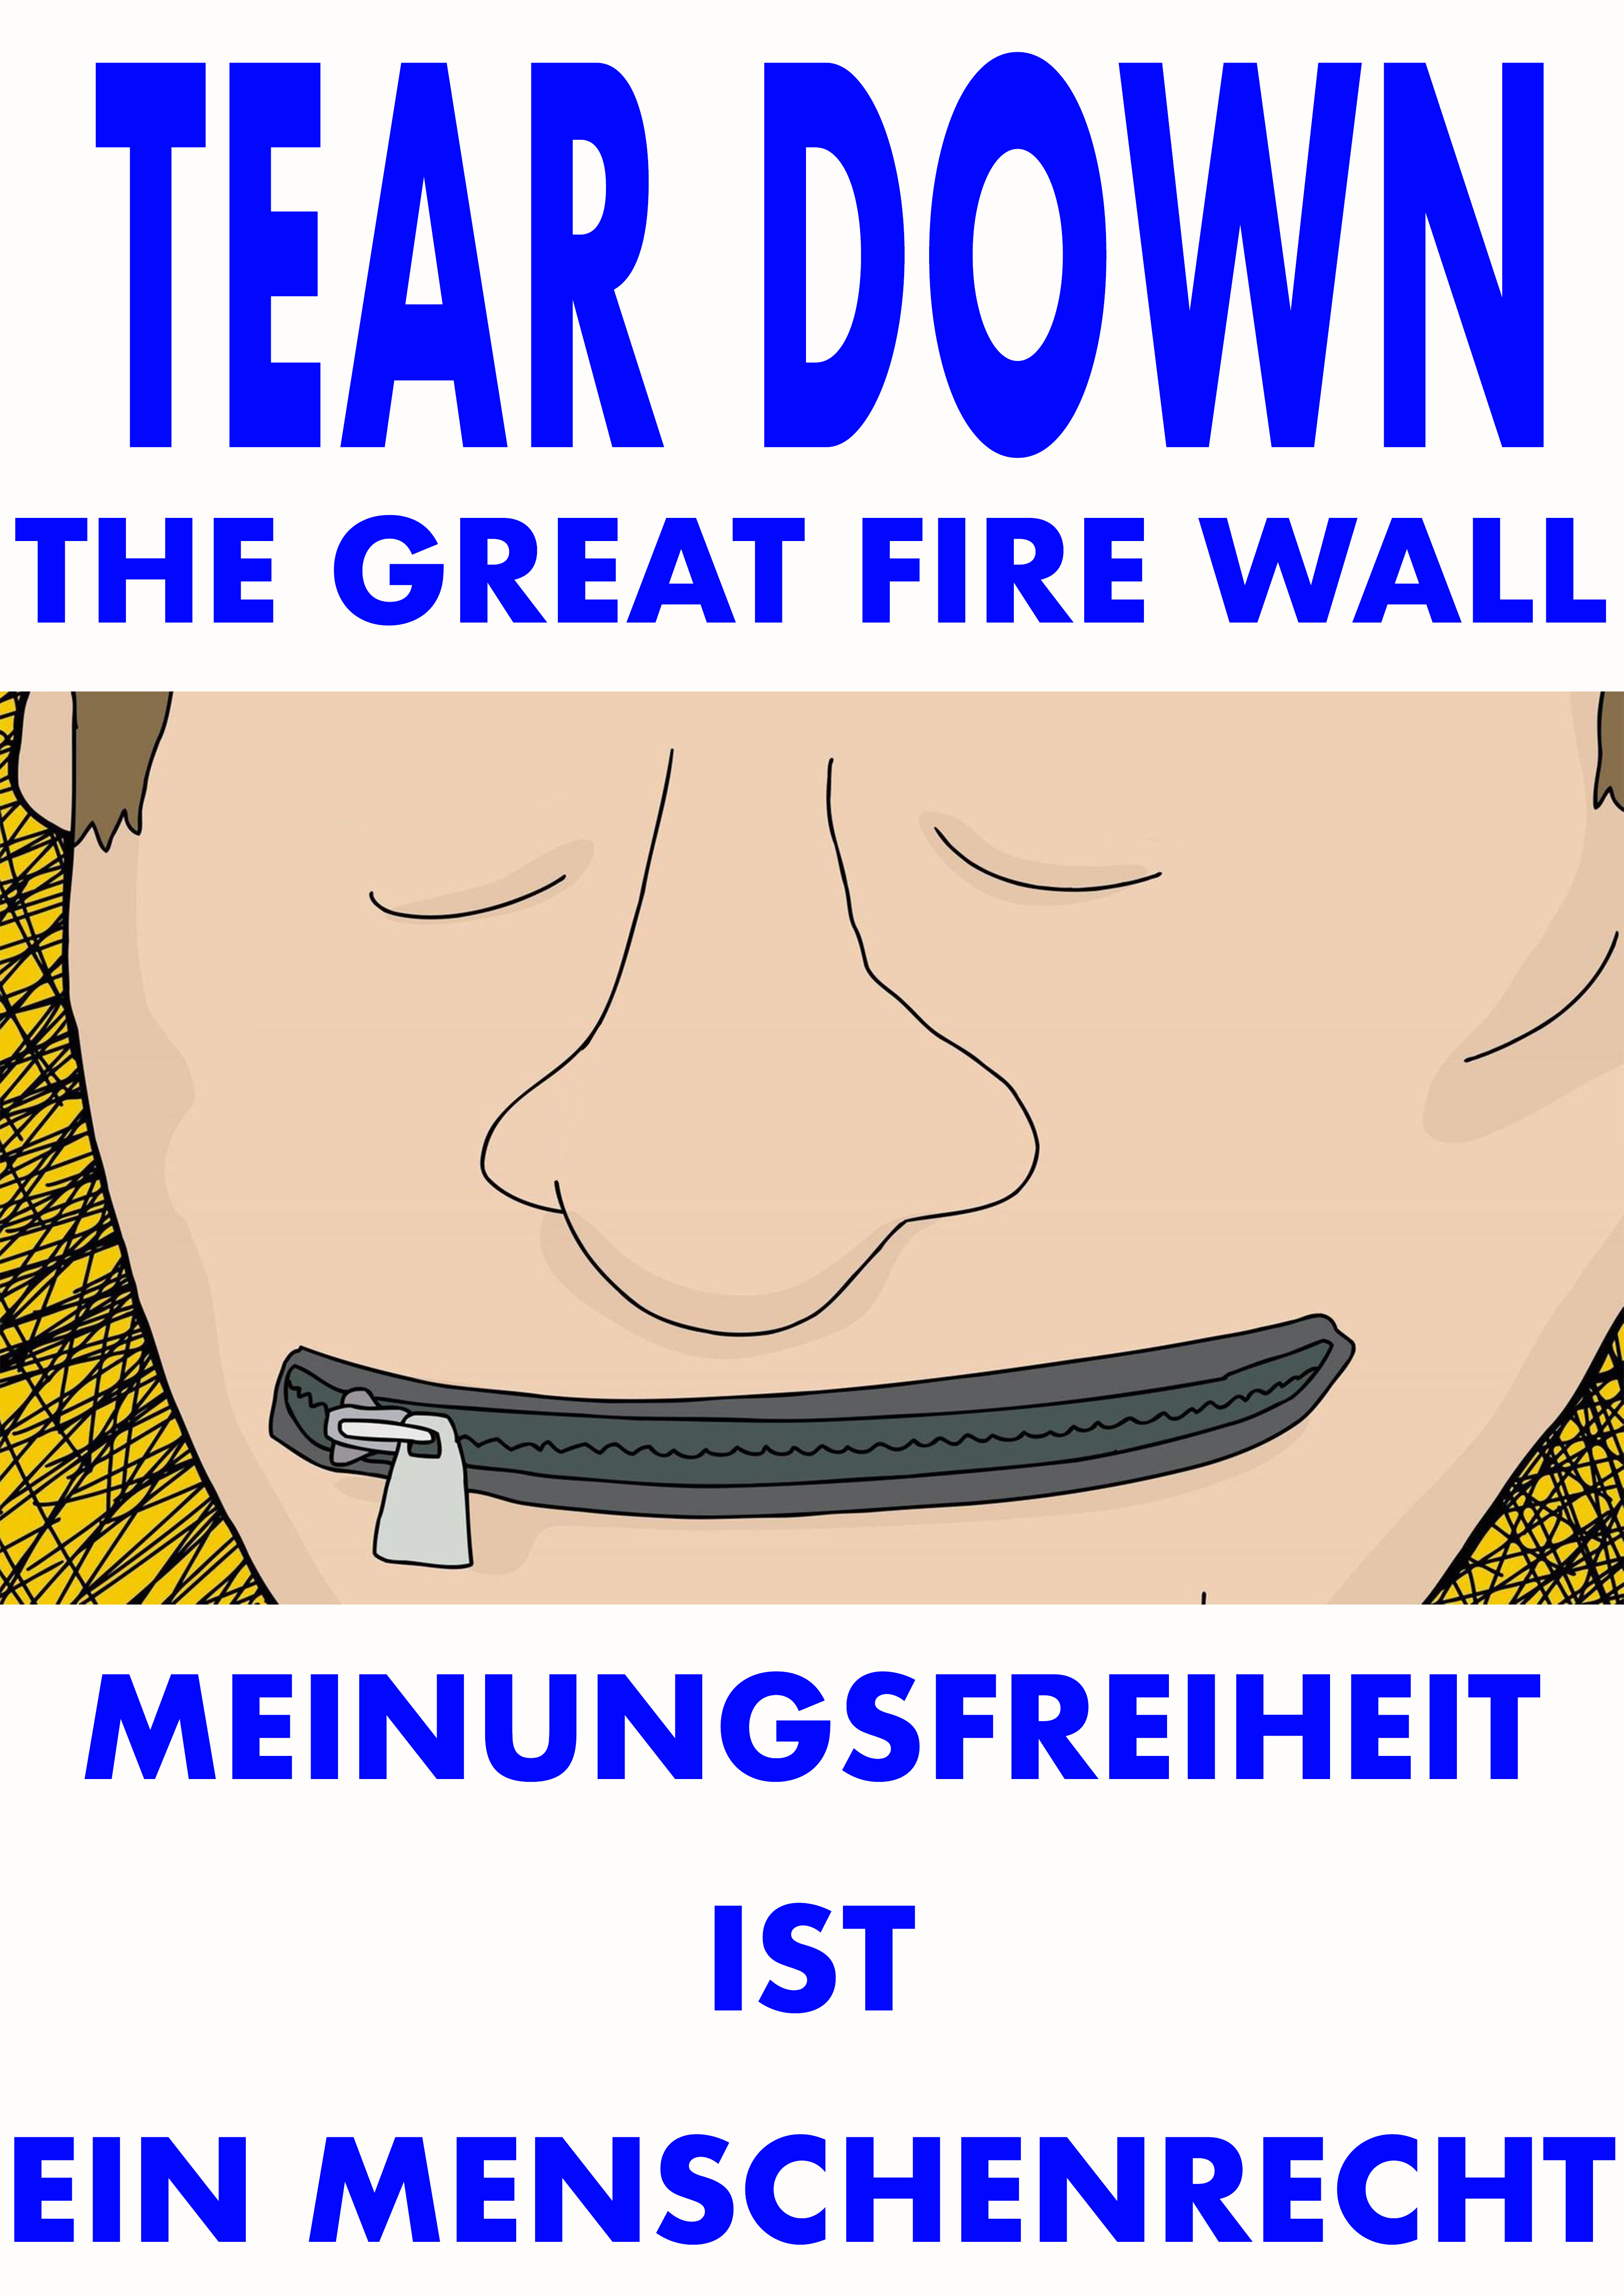 TEAR DOWN
THE GREAT FIRE WALL
MEINUNGSFREIHEIT
IST
EIN MENSCHENRECHT